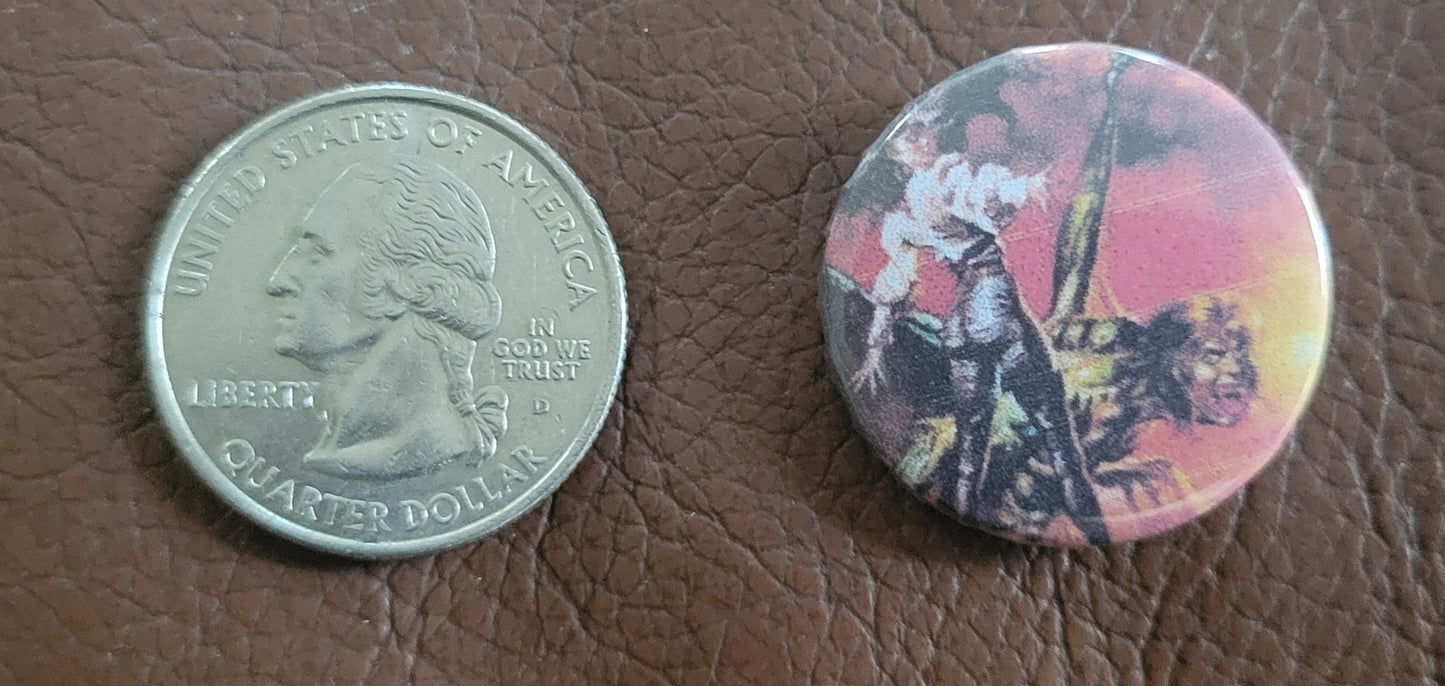 UNITED STATES OF AMERICA
LIBERTY
IN
GOD WE
TRUST
D
QUARTER DOLLAR